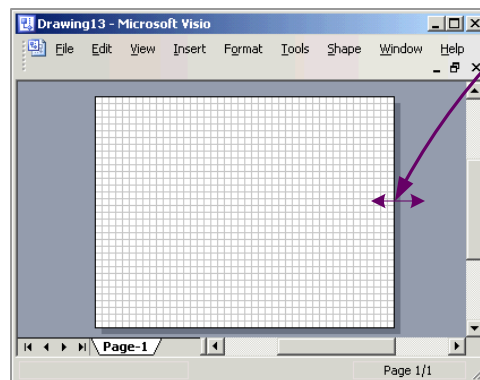 Drawing13 - Microsoft Visio
File Edit View Insert Format Tools Shape Window Help
Page-1
Page 1/1